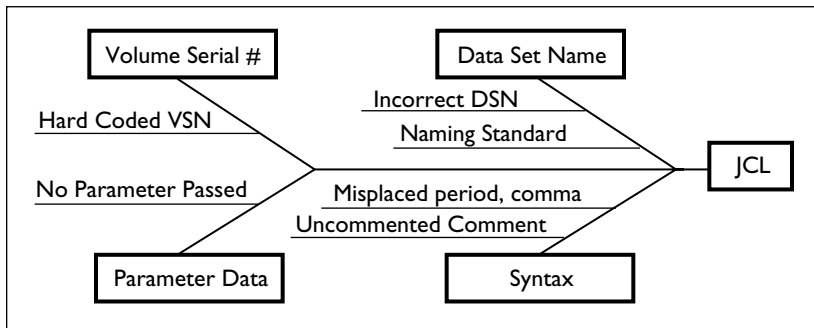 Volume Serial #
Data Set Name
Incorrect DSN
Hard Coded VSN
Naming Standard
JCL
No Parameter Passed
Misplaced period, comma
Uncommented Comment
Parameter Data
Syntax